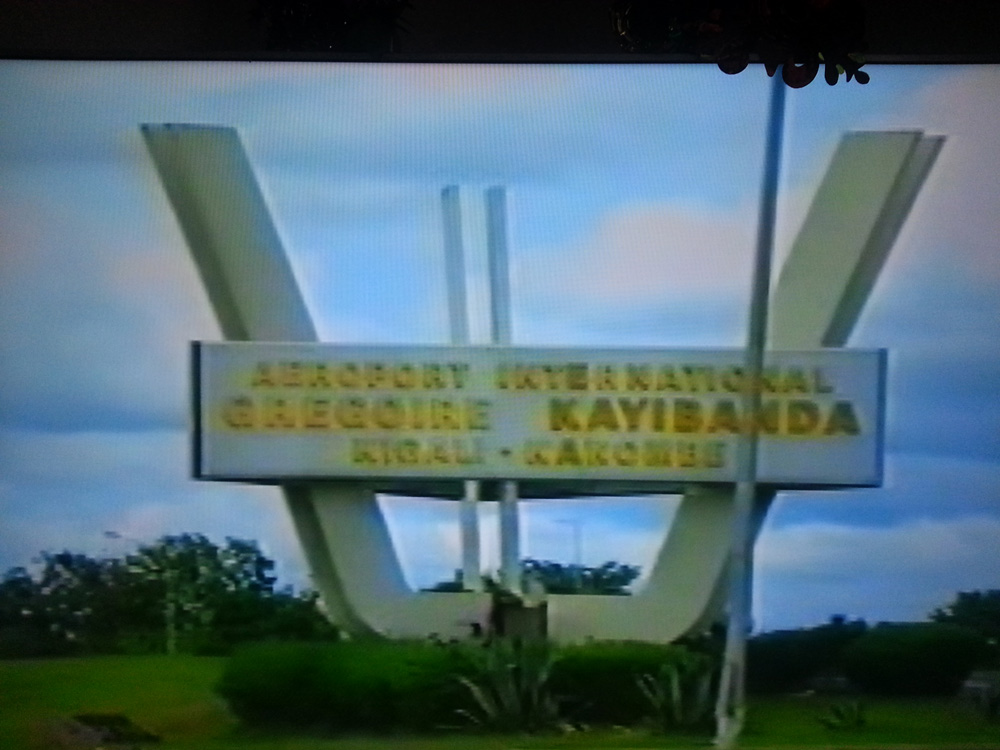 AEROPORT INTERNATIONAL
GREGOIRE KAYIBANDA
KIGALI - KANOMBE